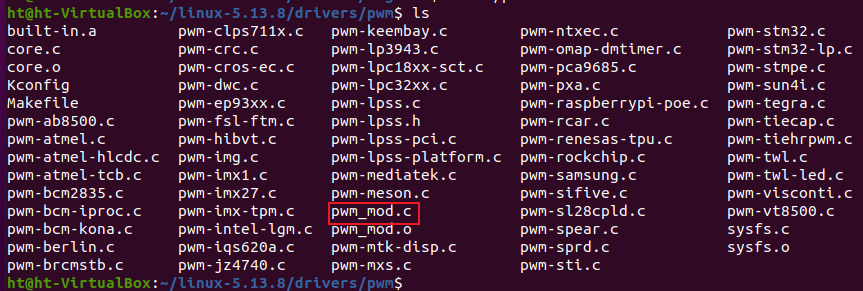 ht@ht-VirtualBox:~/linux-5.13.8/drivers/pwm$ ls
built-in.a pwm-clps711x.c pwm-keembay.c pwm-ntxec.c pwm-stm32.c
core.c pwm-crc.c pwm-lp3943.c pwm-omap-dmtimer.c pwm-stm32-lp.c
core.o pwm-cros-ec.c pwm-lpc18xx-sct.c pwm-pca9685.c pwm-stmpe.c
Kconfig pwm-dwc.c pwm-lpc32xx.c pwm-pxa.c pwm-sun4i.c
Makefile pwm-ep93xx.c pwm-lpss.c pwm-raspberrypi-poe.c pwm-tegra.c
pwm-ab8500.c pwm-fsl-ftm.c pwm-lpss.h pwm-rcar.c pwm-tiecap.c
pwm-atmel.c pwm-hibvt.c pwm-lpss-pci.c pwm-renesas-tpu.c pwm-tiehrpwm.c
pwm-atmel-hlcdc.c pwm-img.c pwm-lpss-platform.c pwm-rockchip.c pwm-twl.c
pwm-atmel-tcb.c pwm-imx1.c pwm-mediatek.c pwm-samsung.c pwm-twl-led.c
pwm-bcm2835.c pwm-imx27.c pwm-meson.c pwm-sifive.c pwm-visconti.c
pwm-bcm-iproc.c pwm-imx-tpm.c pwm_mod.c pwm-sl28cpld.c pwm-vt8500.c
pwm-bcm-kona.c pwm-intel-lgm.c pwm_mod.o pwm-spear.c sysfs.c
pwm-berlin.c pwm-iqs620a.c pwm-mtk-disp.c pwm-sprd.c sysfs.o
pwm-brcmstb.c pwm-jz4740.c pwm-mxs.c pwm-sti.c
ht@ht-VirtualBox:~/linux-5.13.8/drivers/pwm$